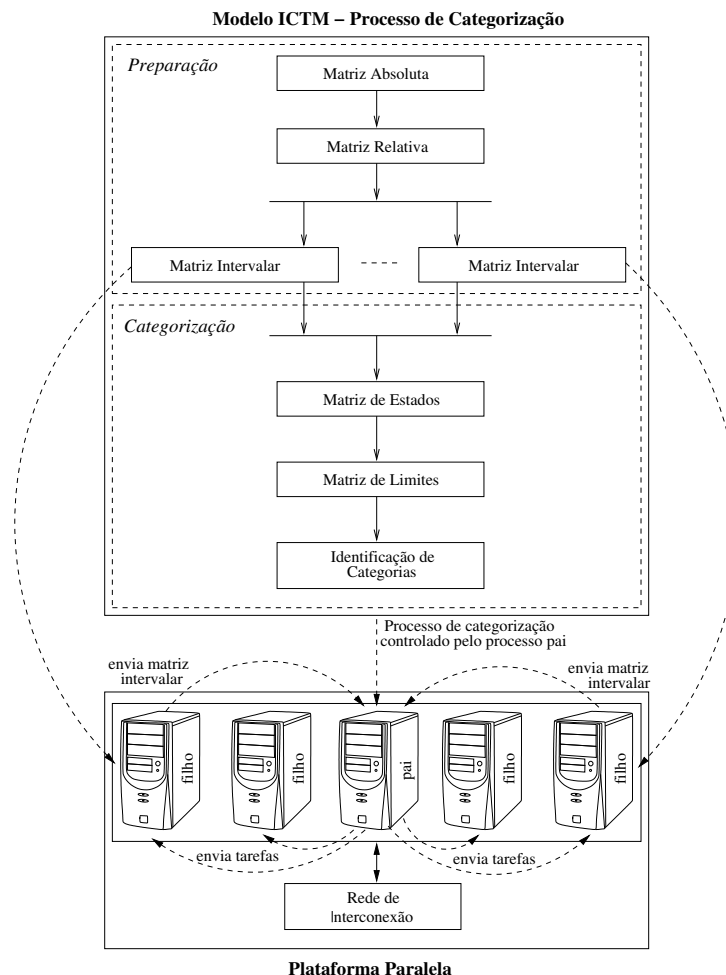 Modelo ICTM – Processo de Categorização
Preparação
Matriz Absoluta
Matriz Relativa
Matriz Intervalar
Matriz Intervalar
Categorização
Matriz de Estados
Matriz de Limites
Identificação de
Categorias
Processo de categorização
controlado pelo processo pai
envia matriz
intervalar
envia matriz
intervalar
filho
filho
pai
filho
filho
envia tarefas
envia tarefas
Rede de
Interconexão
Plataforma Paralela